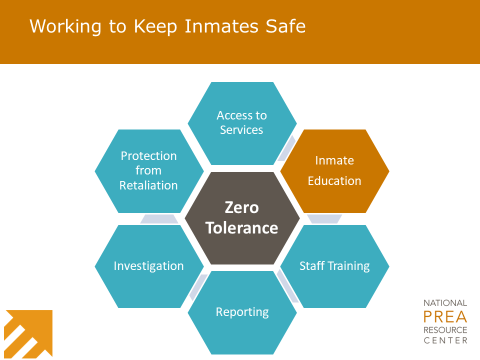 Working to Keep Inmates Safe
Access to
Services
Inmate
Education
Staff Training
Reporting
Investigation
Protection
from
Retaliation
Zero
Tolerance
NATIONAL
PREA
RESOURCE
CENTER